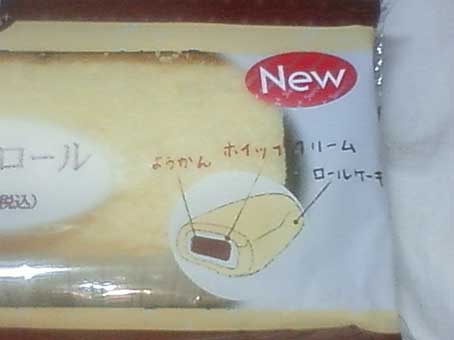 New
ロール
税込)
ようかん ホイップクリーム
ロールケーキ